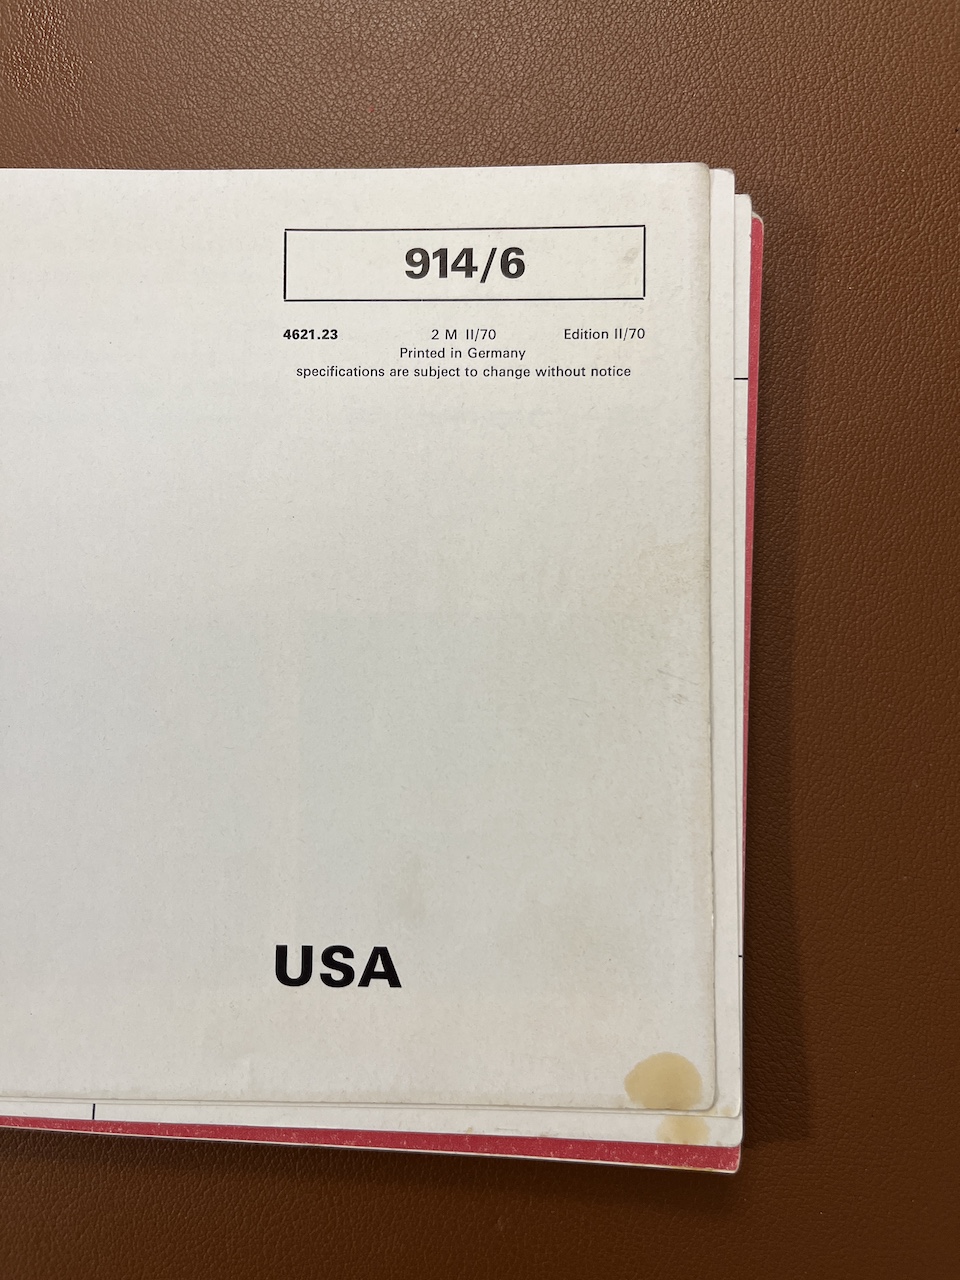 914/6
4621.23 2 M II/70 Edition II/70
Printed in Germany
specifications are subject to change without notice
USA